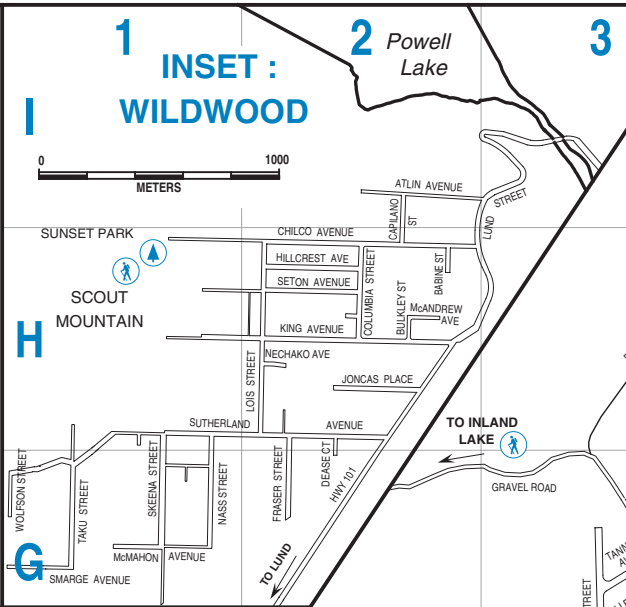 1
2
3
Powell
Lake
INSET :
WILDWOOD
I
0
1000
METERS
ATLIN AVENUE
CAPILANO
ST
LUND
STREET
SUNSET PARK
CHILCO AVENUE
HILLCREST AVE
SETON AVENUE
COLUMBIA STREET
BULKLEY ST
BABINE ST
McANDREW
AVE
SCOUT
MOUNTAIN
H
KING AVENUE
NECHAKO AVE
LOIS STREET
JONCAS PLACE
SUTHERLAND
AVENUE
TO INLAND
LAKE
GRAVEL ROAD
WOLFSON STREET
TAKU STREET
SKEENA STREET
NASS STREET
FRASER STREET
DEASE CT
HWY 101
G
McMAHON
AVENUE
SMARGE AVENUE
TO LUND
TANN